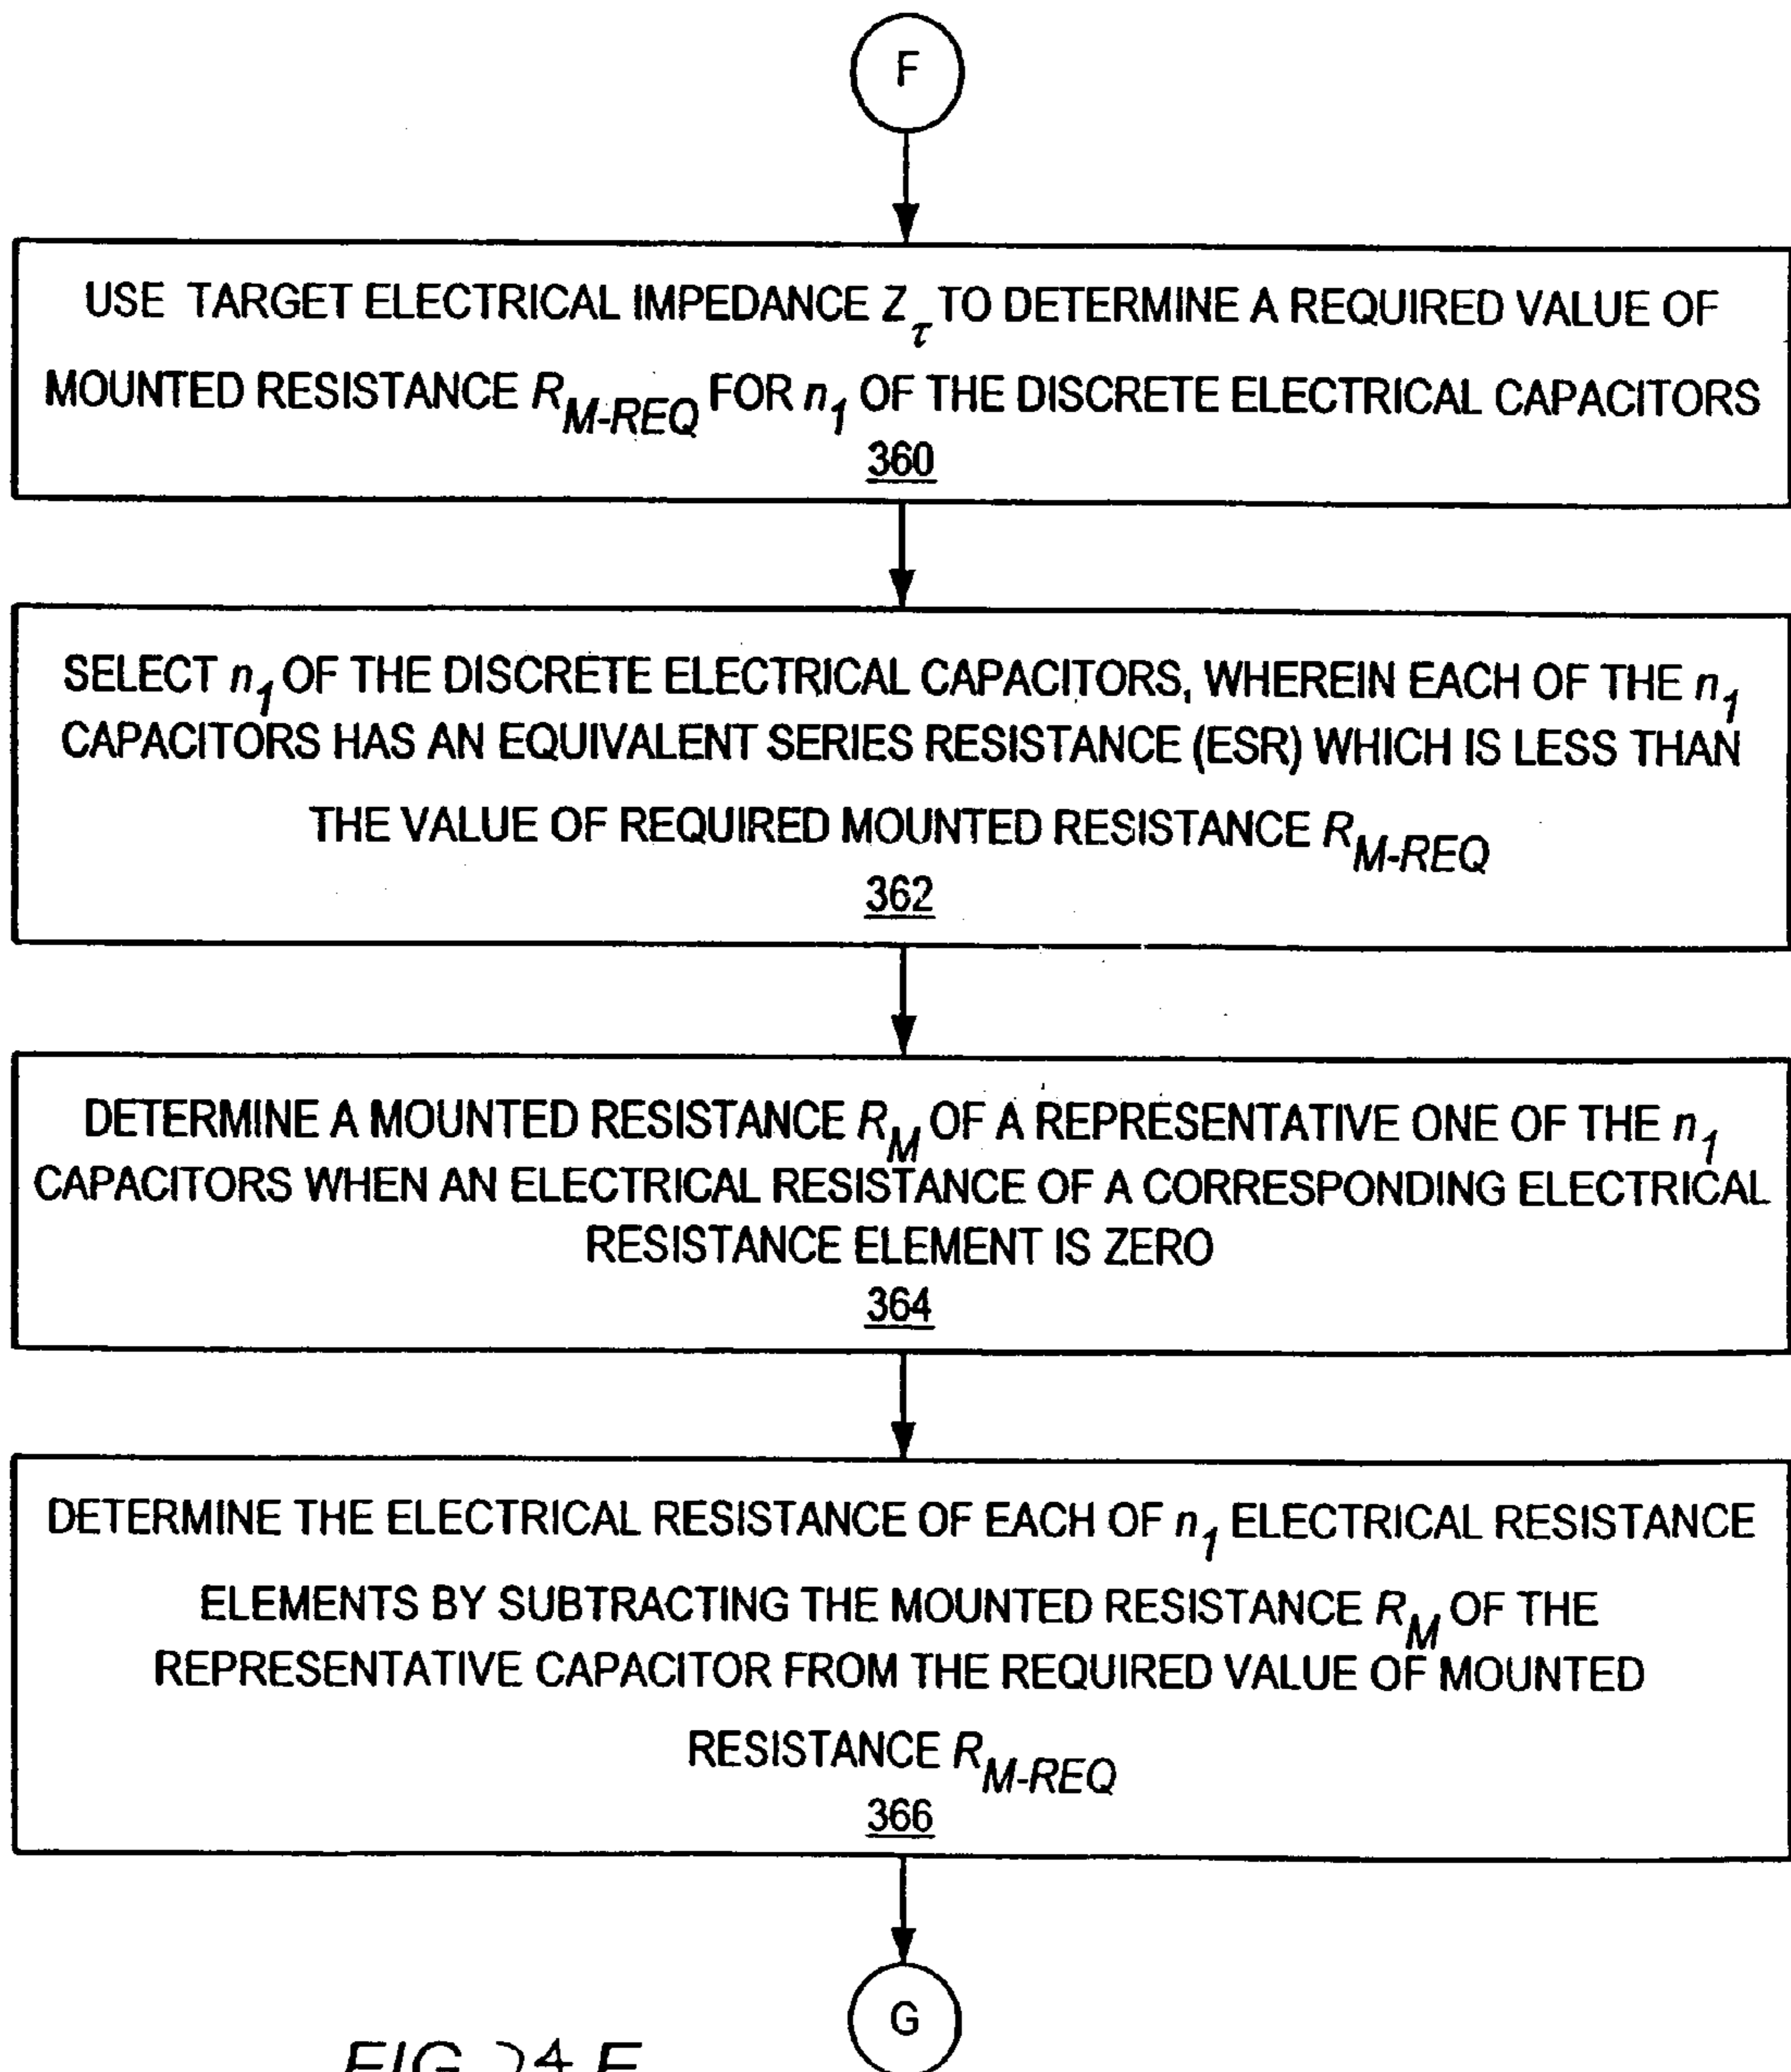 F
USE TARGET ELECTRICAL IMPEDANCE Z_τ TO DETERMINE A REQUIRED VALUE OF
MOUNTED RESISTANCE R_M-REQ FOR n_1 OF THE DISCRETE ELECTRICAL CAPACITORS
360
SELECT n_1 OF THE DISCRETE ELECTRICAL CAPACITORS, WHEREIN EACH OF THE n_1
CAPACITORS HAS AN EQUIVALENT SERIES RESISTANCE (ESR) WHICH IS LESS THAN
THE VALUE OF REQUIRED MOUNTED RESISTANCE R_M-REQ
362
DETERMINE A MOUNTED RESISTANCE R_M OF A REPRESENTATIVE ONE OF THE n_1
CAPACITORS WHEN AN ELECTRICAL RESISTANCE OF A CORRESPONDING ELECTRICAL
RESISTANCE ELEMENT IS ZERO
364
DETERMINE THE ELECTRICAL RESISTANCE OF EACH OF n_1 ELECTRICAL RESISTANCE
ELEMENTS BY SUBTRACTING THE MOUNTED RESISTANCE R_M OF THE
REPRESENTATIVE CAPACITOR FROM THE REQUIRED VALUE OF MOUNTED
RESISTANCE R_M-REQ
366
G
FIG 24